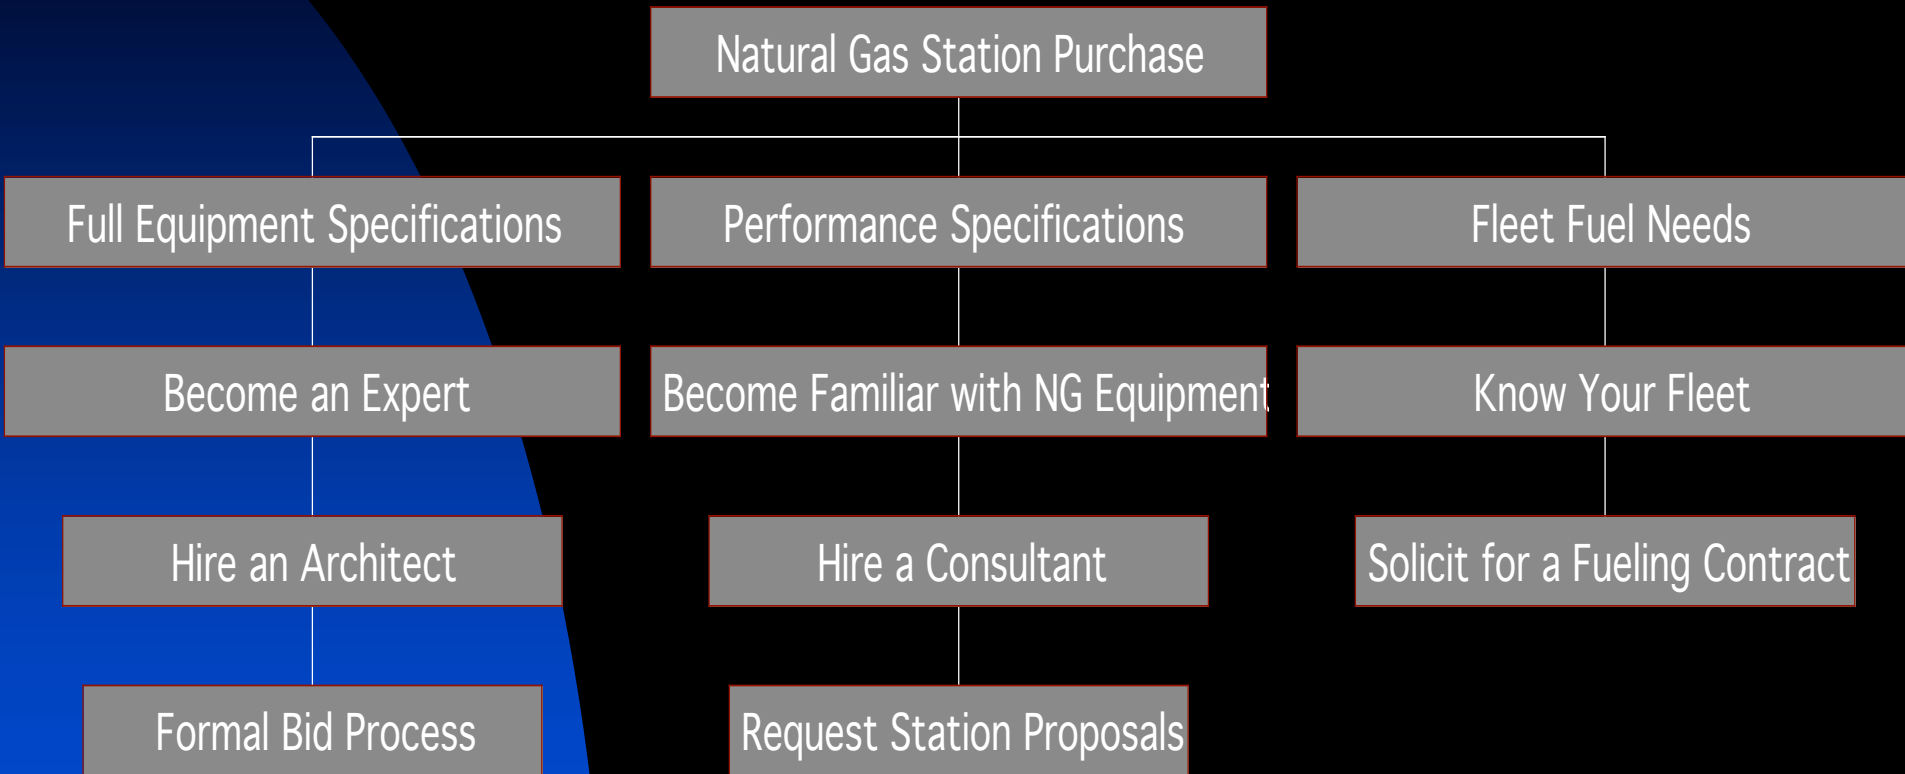 Natural Gas Station Purchase
Full Equipment Specifications
Performance Specifications
Fleet Fuel Needs
Become an Expert
Become Familiar with NG Equipment
Know Your Fleet
Hire an Architect
Hire a Consultant
Solicit for a Fueling Contract
Formal Bid Process
Request Station Proposals